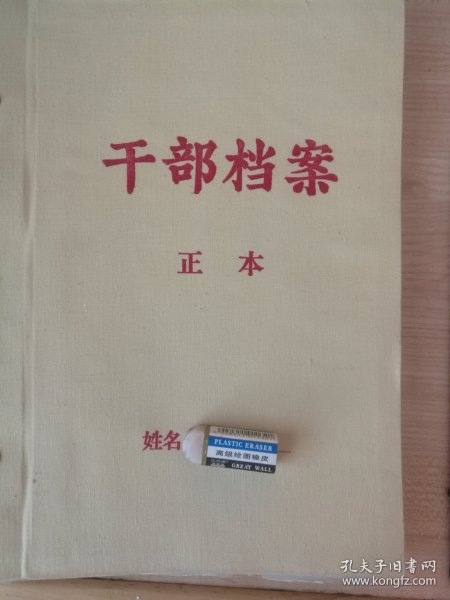 干部档案
正 本
姓名
PLASTIC ERASER
高级绘图橡皮
GREAT WALL
孔夫子旧书网
www.kongfz.com